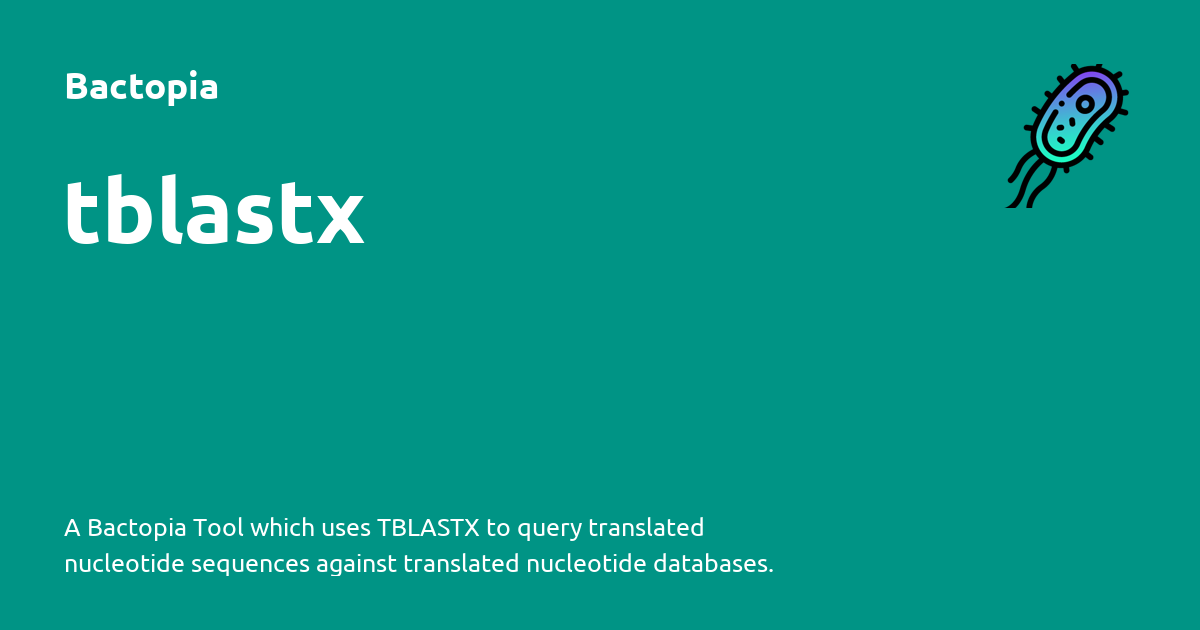 Bactopia
tblastx
A Bactopia Tool which uses TBLASTX to query translated
nucleotide sequences against translated nucleotide databases.